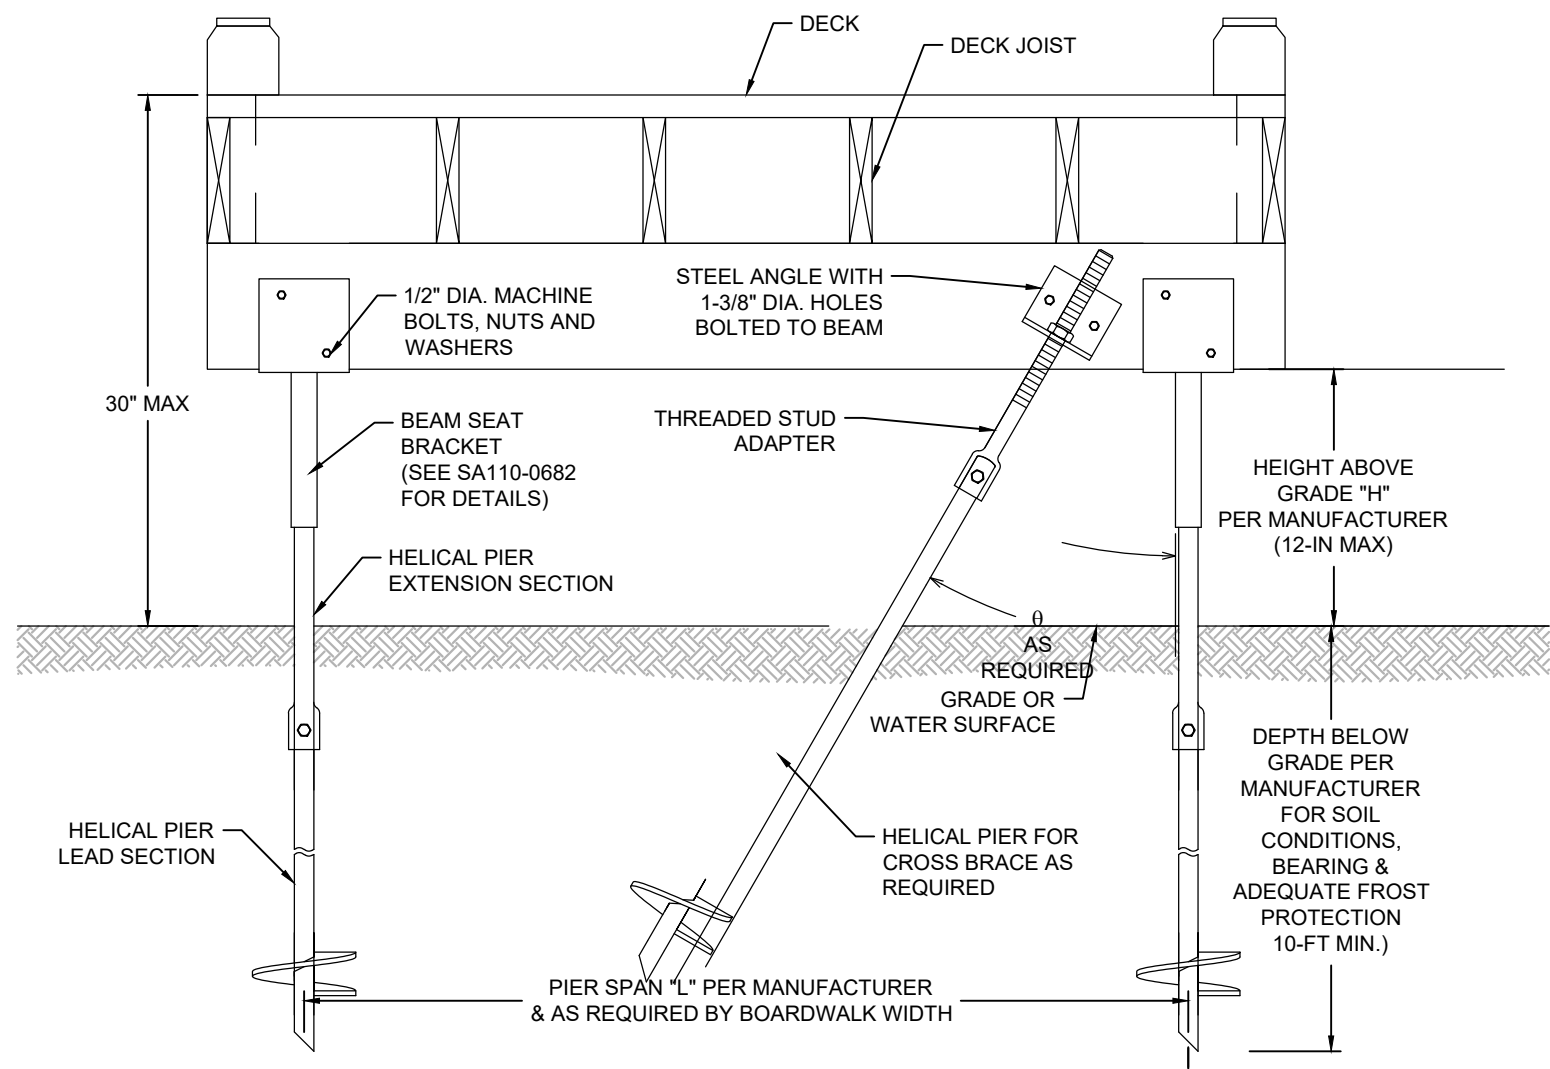 DECK
DECK JOIST
STEEL ANGLE WITH
1-3/8" DIA. HOLES
BOLTED TO BEAM
1/2" DIA. MACHINE
BOLTS, NUTS AND
WASHERS
30" MAX
BEAM SEAT
BRACKET
(SEE SA110-0682
FOR DETAILS)
THREADED STUD
ADAPTER
HEIGHT ABOVE
GRADE "H"
PER MANUFACTURER
(12-IN MAX)
HELICAL PIER
EXTENSION SECTION
θ
AS
REQUIRED
GRADE OR
WATER SURFACE
DEPTH BELOW
GRADE PER
MANUFACTURER
FOR SOIL
CONDITIONS,
BEARING &
ADEQUATE FROST
PROTECTION
10-FT MIN.)
HELICAL PIER
LEAD SECTION
HELICAL PIER FOR
CROSS BRACE AS
REQUIRED
PIER SPAN "L" PER MANUFACTURER
& AS REQUIRED BY BOARDWALK WIDTH